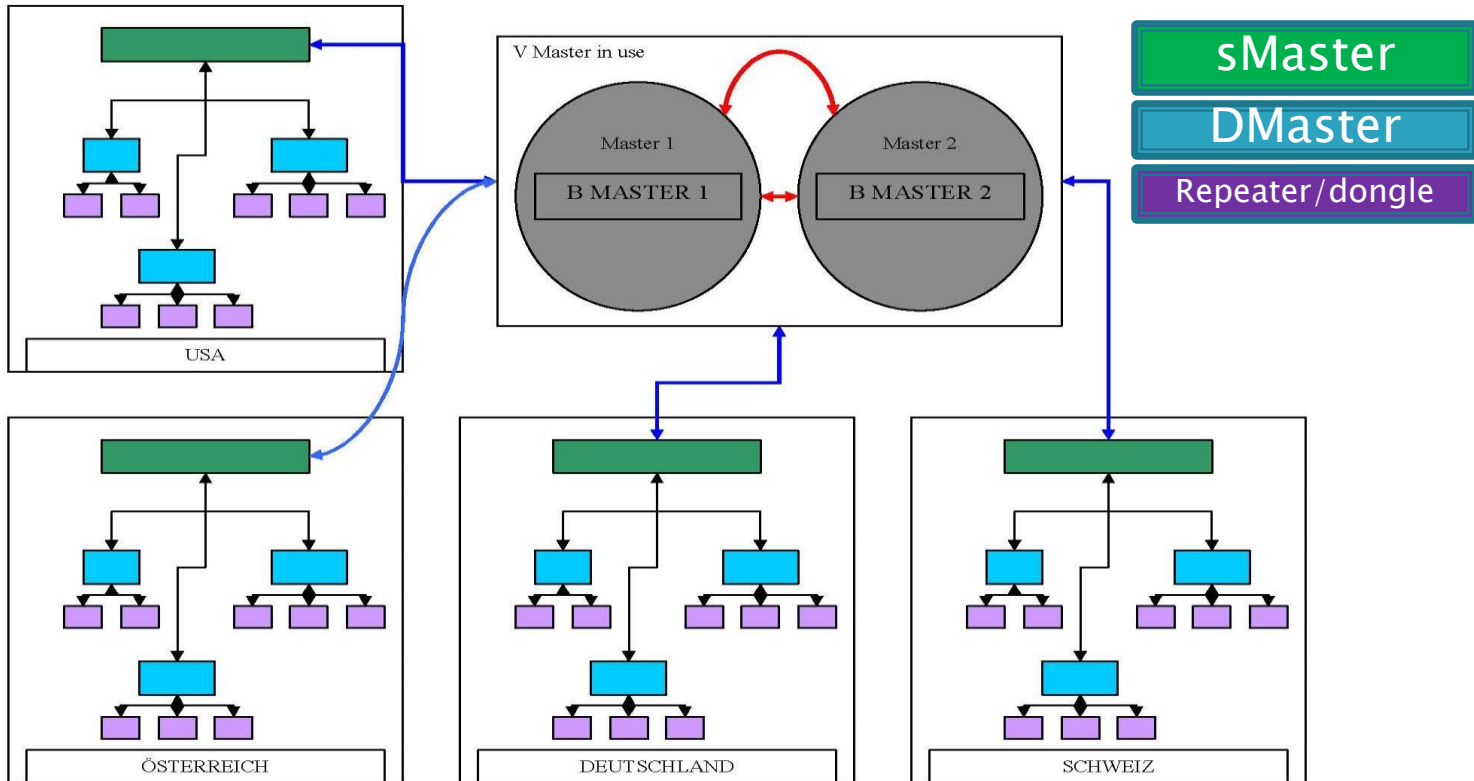 V Master in use
Master 1
Master 2
B MASTER 1
B MASTER 2
sMaster
DMaster
Repeater/dongle
USA
ÖSTERREICH
DEUTSCHLAND
SCHWEIZ